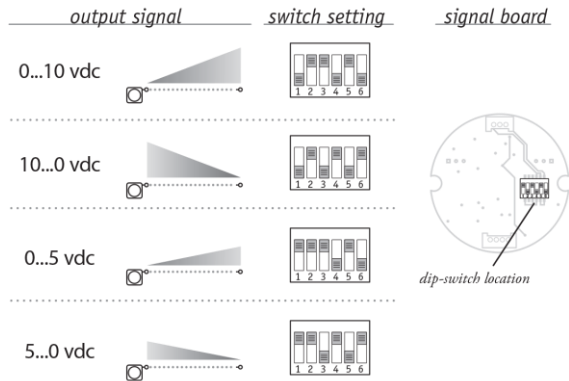 output signal switch setting signal board
0...10 vdc
1 2 3 4 5 6
10...0 vdc
1 2 3 4 5 6
0...5 vdc
1 2 3 4 5 6
dip-switch location
5...0 vdc
1 2 3 4 5 6